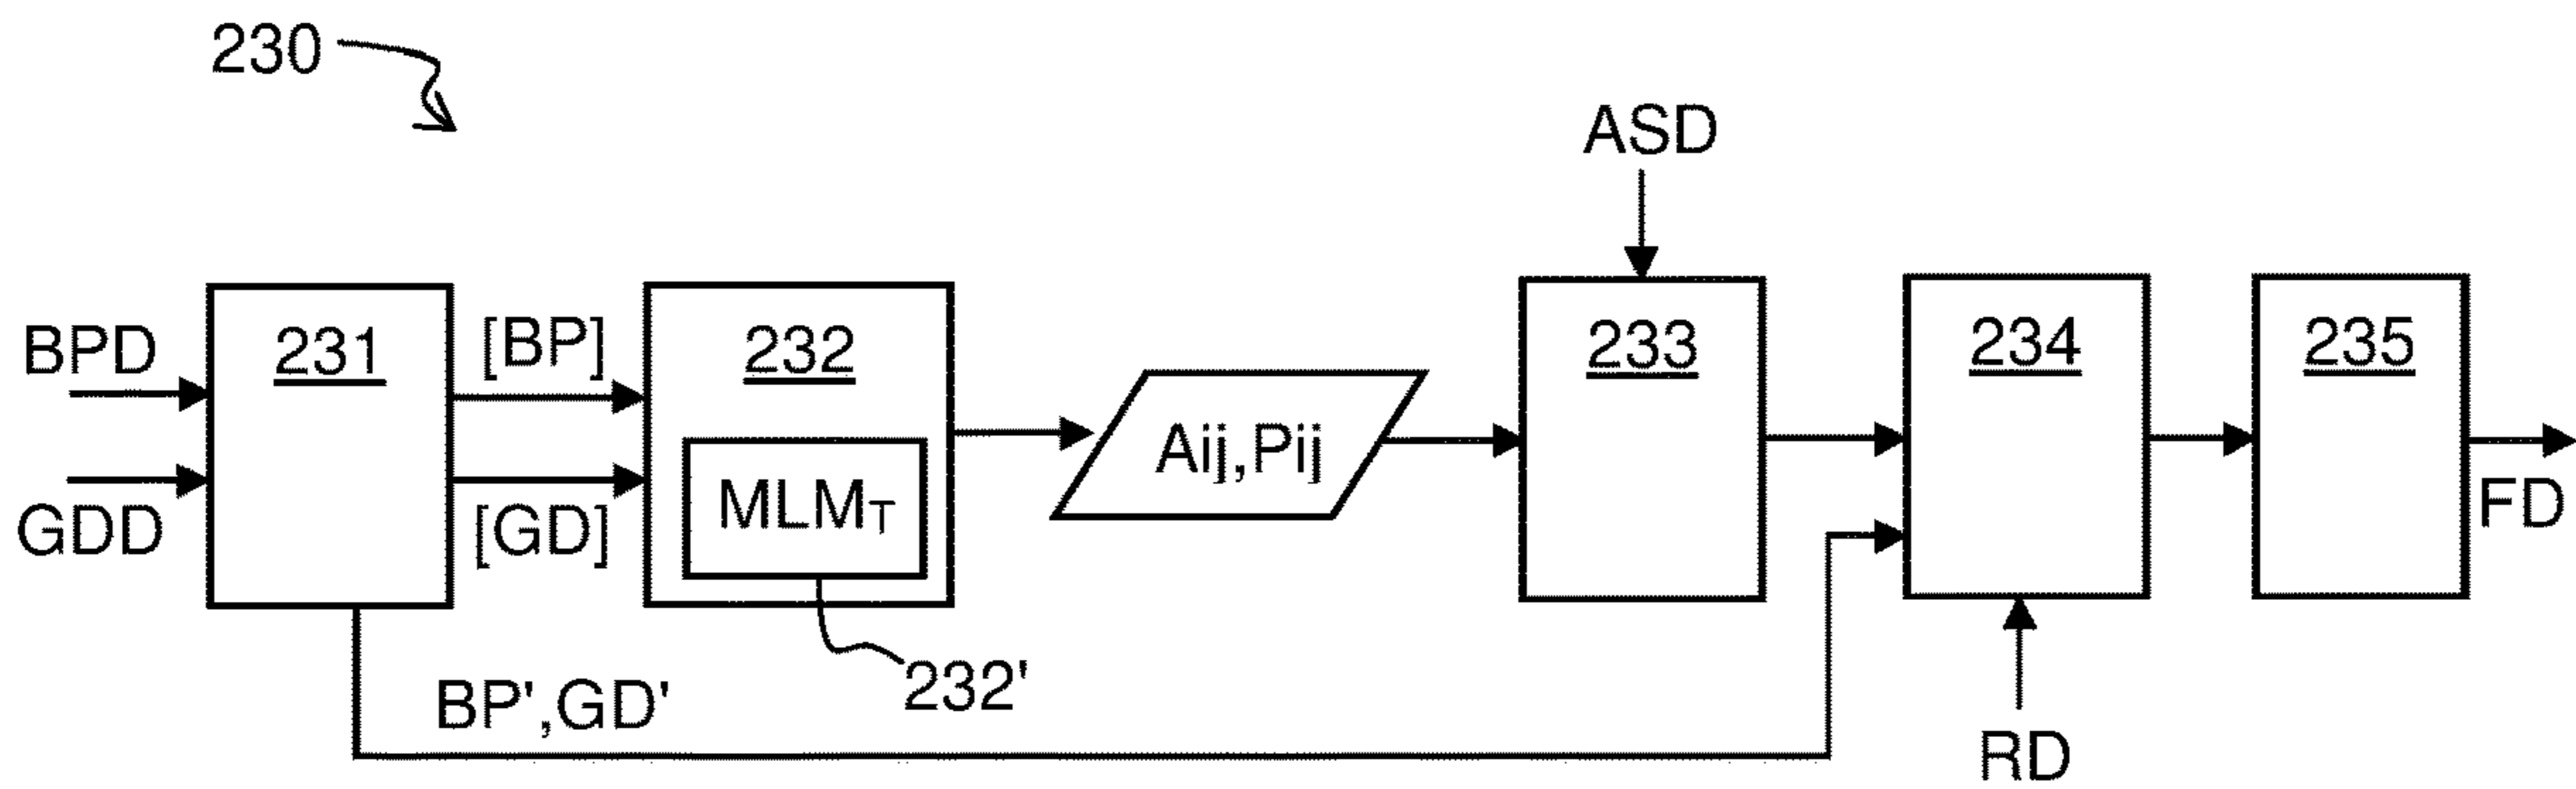 230
ASD
BPD
231
[BP]
232
233
234
235
Aij,Pij
MLMT
GDD
[GD]
FD
BP',GD'
232'
RD